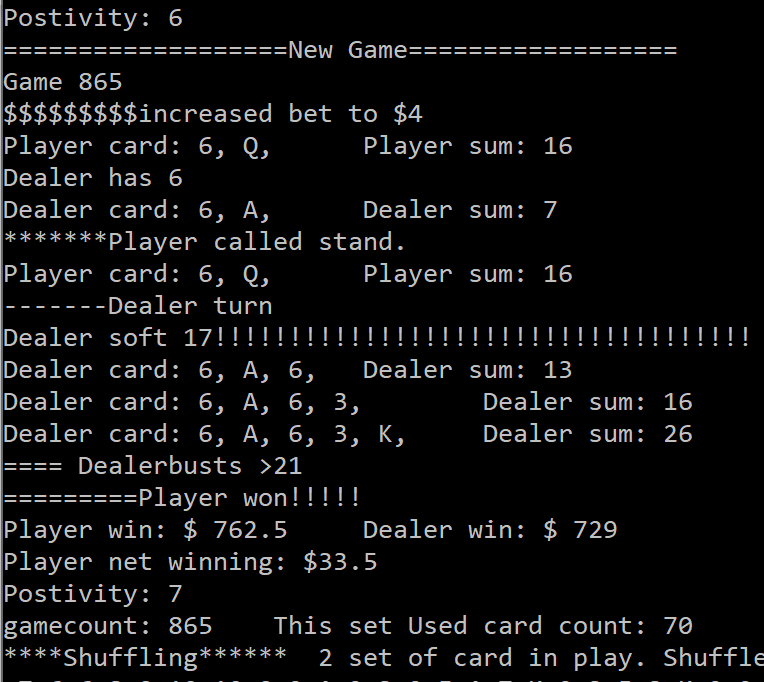 Postivity: 6
===================New Game==================
Game 865
$$$$$$$$$increased bet to $4
Player card: 6, Q,      Player sum: 16
Dealer has 6
Dealer card: 6, A,      Dealer sum: 7
*******Player called stand.
Player card: 6, Q,      Player sum: 16
-------Dealer turn
Dealer soft 17!!!!!!!!!!!!!!!!!!!!!!!!!!!!!!!!!!!!
Dealer card: 6, A, 6,   Dealer sum: 13
Dealer card: 6, A, 6, 3,        Dealer sum: 16
Dealer card: 6, A, 6, 3, K,     Dealer sum: 26
==== Dealerbusts >21
=========Player won!!!!!
Player win: $ 762.5     Dealer win: $ 729
Player net winning: $33.5
Postivity: 7
gamecount: 865    This set Used card count: 70
****Shuffling******  2 set of card in play. Shuffle